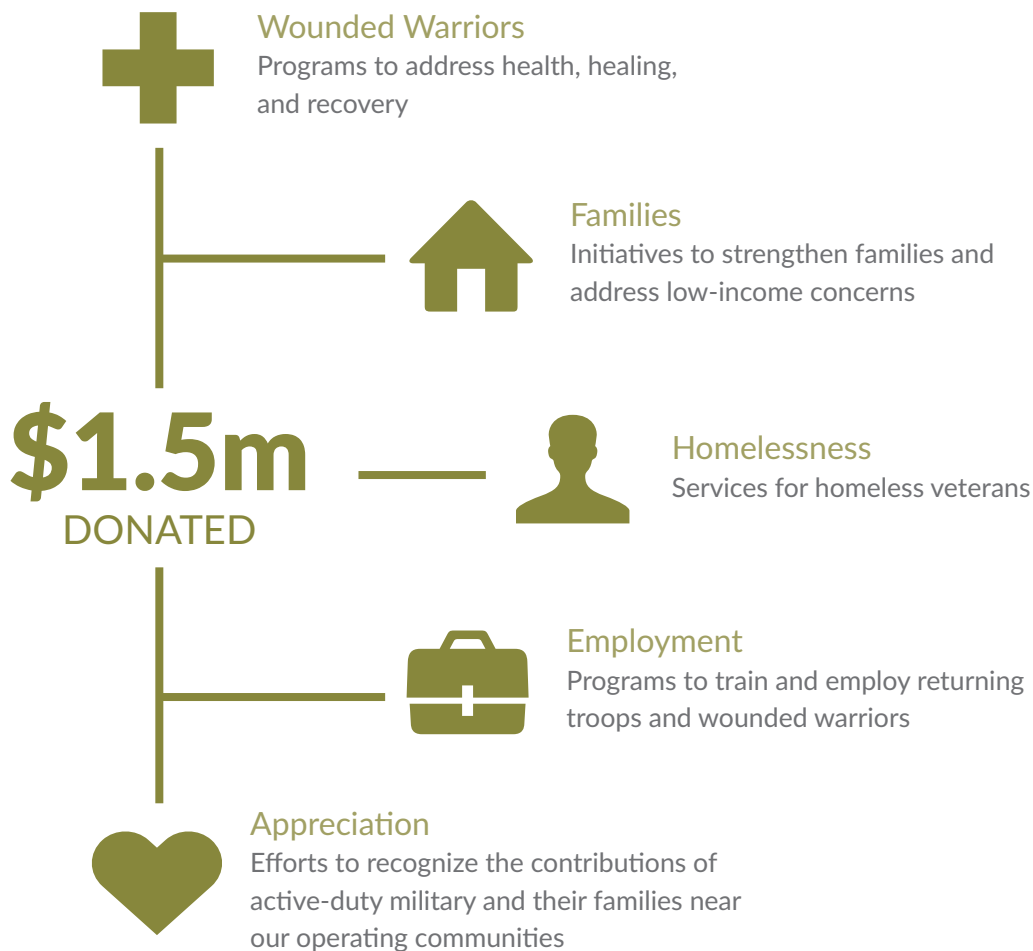 Wounded Warriors
Programs to address health, healing,
and recovery
Families
Initiatives to strengthen families and
address low-income concerns
$1.5m
DONATED
Homelessness
Services for homeless veterans
Employment
Programs to train and employ returning
troops and wounded warriors
Appreciation
Efforts to recognize the contributions of
active-duty military and their families near
our operating communities